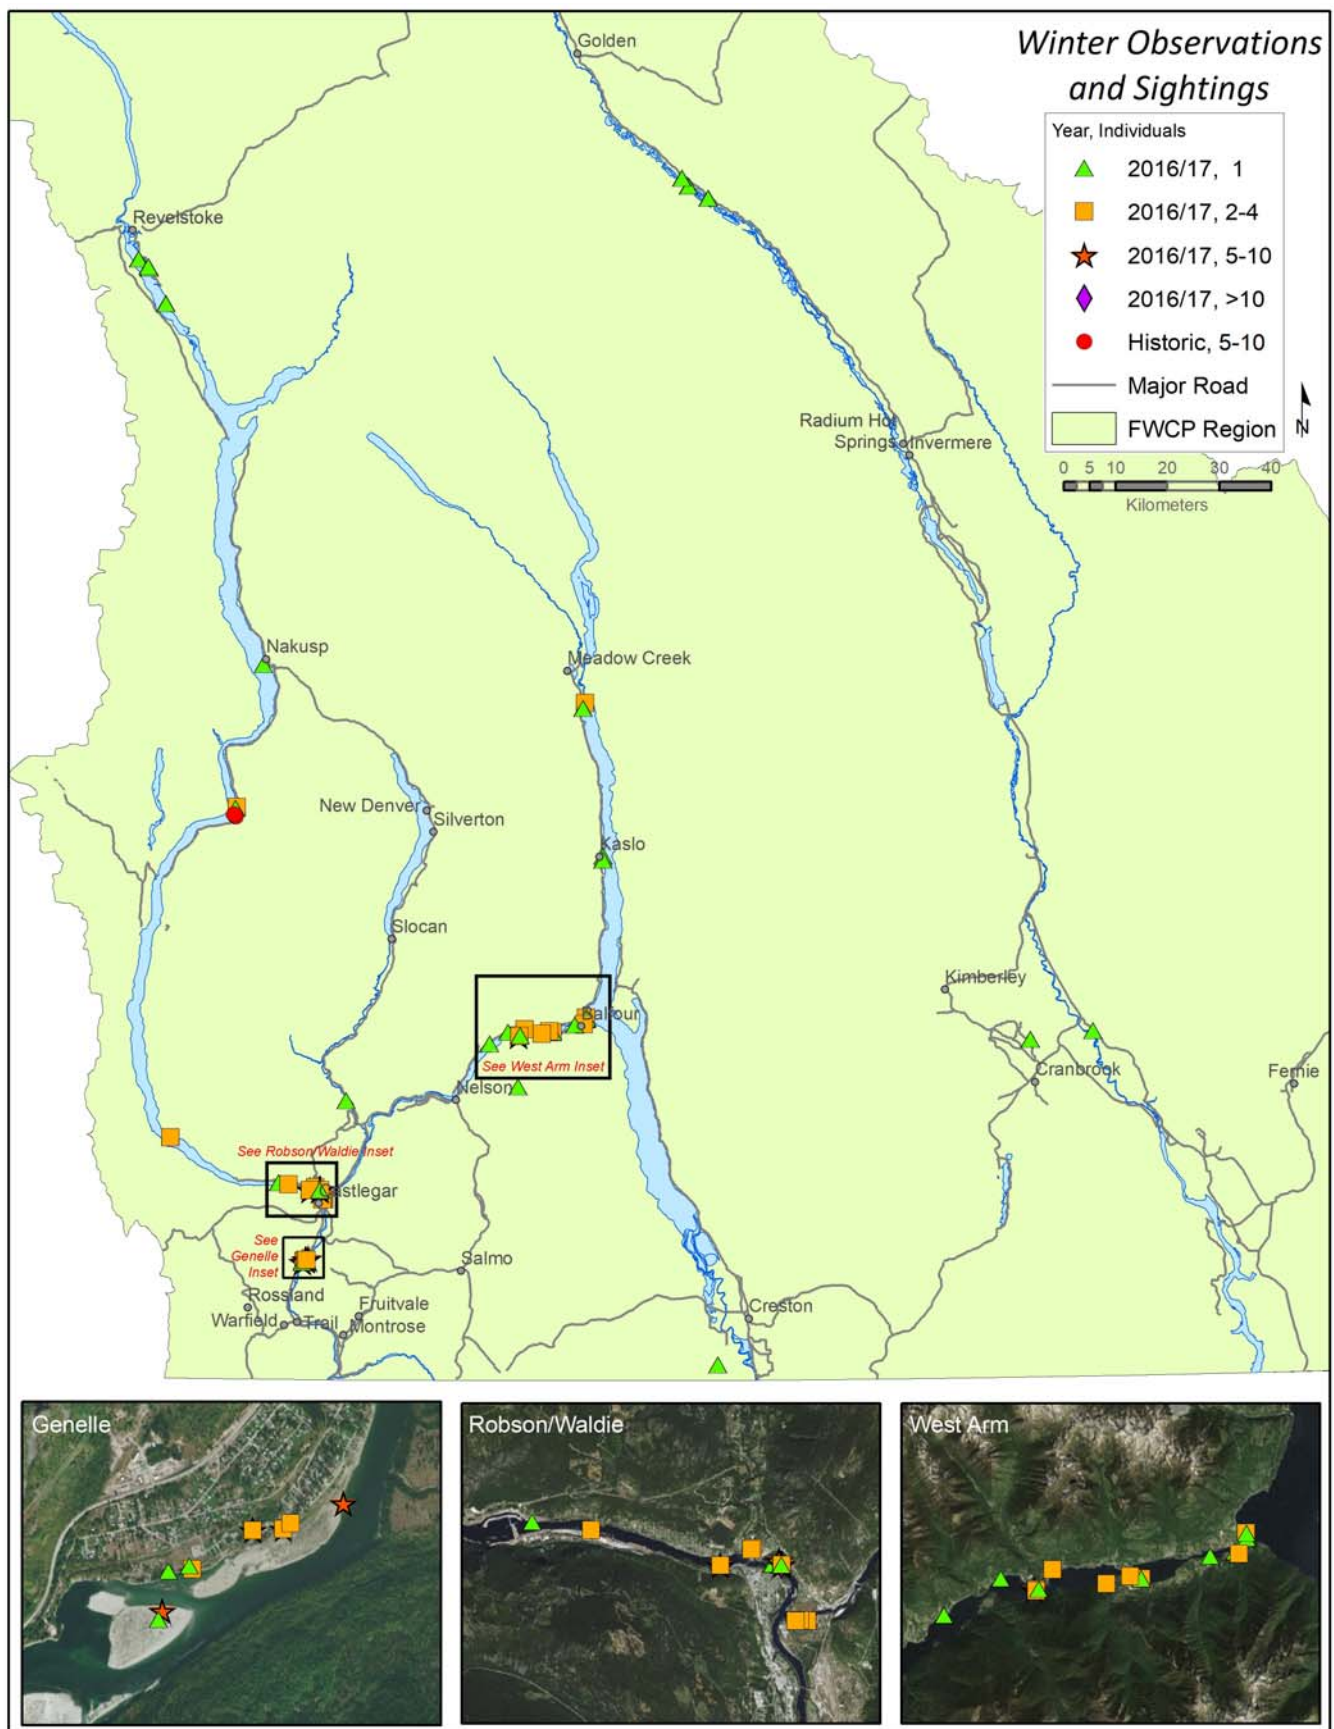 Winter Observations
and Sightings
Year, Individuals
2016/17, 1
2016/17, 2-4
2016/17, 5-10
2016/17, >10
Historic, 5-10
Major Road
FWCP Region
N
0 5 10 20 30 40
Kilometers
Golden
Revelstoke
Radium Hot
Springs
Invermere
Nakusp
Meadow Creek
New Denver
Silverton
Kaslo
Slocan
Kimberley
Balfour
See West Arm Inset
Cranbrook
Fernie
Nelson
See Robson/Waldie Inset
Castlegar
See
Genelle
Inset
Salmo
Rossland
Fruitvale
Warfield
Trail
Montrose
Creston
Genelle
Robson/Waldie
West Arm